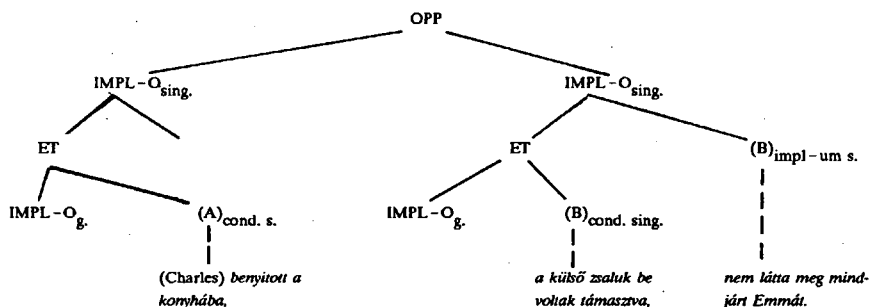 OPP
IMPL-O sing. IMPL-O sing.
ET ET (B) impl-um s.
IMPL-O g. (A) cond. s. IMPL-O g. (B) cond. sing.
(Charles) benyitott a a külső zsaluk be nem látta meg mind-
konyhába, voltak támasztva, járt Emmát.